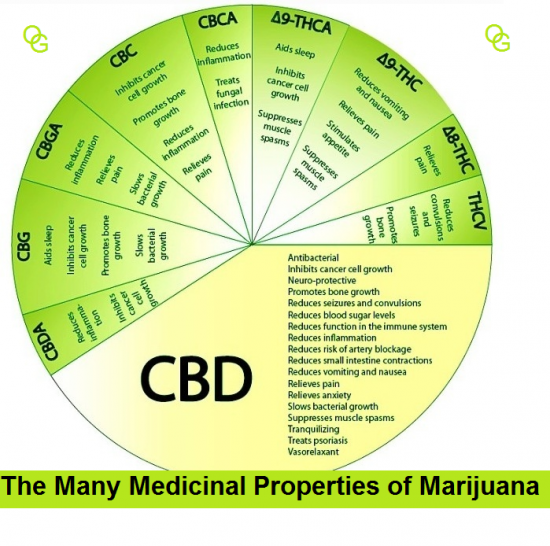 OG
OG
CBDA
Reduces
inflamma-
tion
Inhibits
cancer
cell
growth
CBG
Aids sleep
Inhibits cancer
cell growth
Promotes bone
growth
Slows
bacterial
growth
CBGA
Reduces
inflammation
Relieves
pain
Slows
bacterial
growth
CBC
Inhibits cancer
cell growth
Promotes bone
growth
Reduces
inflammation
Relieves
pain
CBCA
Reduces
inflammation
Treats
fungal
infection
Δ9-THCA
Aids sleep
Inhibits
cancer cell
growth
Suppresses
muscle
spasms
Δ9-THC
Reduces vomiting
and nausea
Relieves pain
Stimulates
appetite
Suppresses
muscle
spasms
Δ8-THC
Relieves
pain
THCV
Reduces
convulsions
and
seizures
Promotes
bone
growth
CBD
Antibacterial
Inhibits cancer cell growth
Neuro-protective
Promotes bone growth
Reduces seizures and convulsions
Reduces blood sugar levels
Reduces function in the immune system
Reduces inflammation
Reduces risk of artery blockage
Reduces small intestine contractions
Reduces vomiting and nausea
Relieves pain
Relieves anxiety
Slows bacterial growth
Suppresses muscle spasms
Tranquilizing
Treats psoriasis
Vasorelaxant
The Many Medicinal Properties of Marijuana